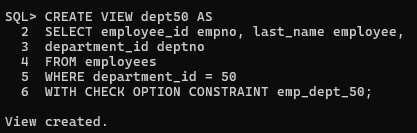 SQL> CREATE VIEW dept50 AS
2 SELECT employee_id empno, last_name employee,
3 department_id deptno
4 FROM employees
5 WHERE department_id = 50
6 WITH CHECK OPTION CONSTRAINT emp_dept_50;
View created.